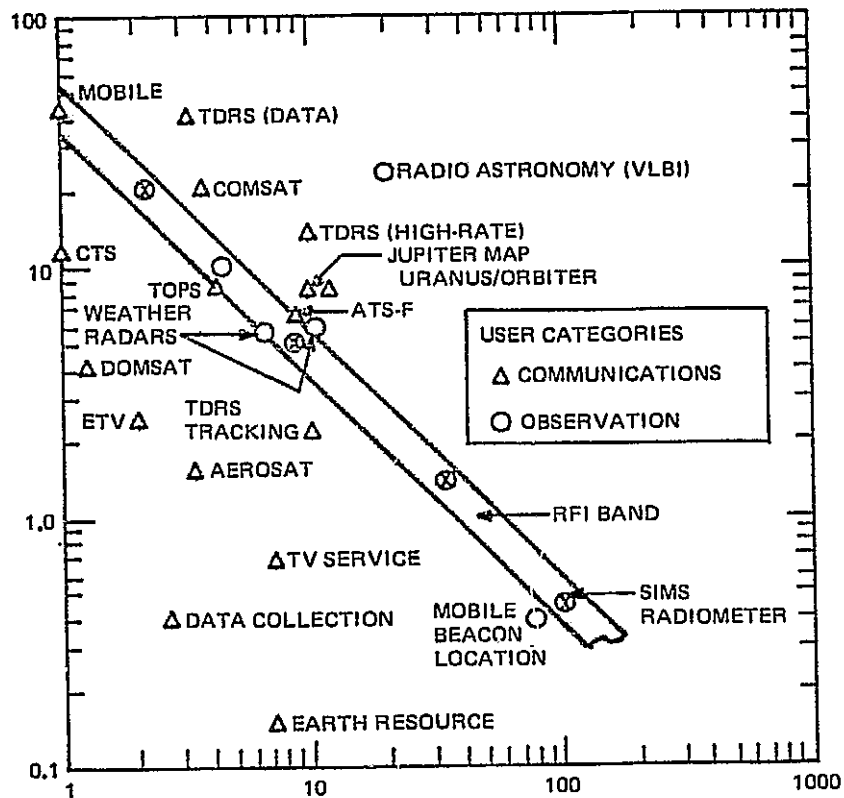 100
MOBILE
TDRS (DATA)
COMSAT
RADIO ASTRONOMY (VLBI)
TDRS (HIGH-RATE)
JUPITER MAP
URANUS/ORBITER
CTS
10
TOPS
ATS-F
WEATHER
RADARS
DOMSAT
USER CATEGORIES
COMMUNICATIONS
OBSERVATION
ETV
TDRS
TRACKING
AEROSAT
1.0
RFI BAND
TV SERVICE
DATA COLLECTION
MOBILE
BEACON
LOCATION
SIMS
RADIOMETER
EARTH RESOURCE
0.1
1
10
100
1000